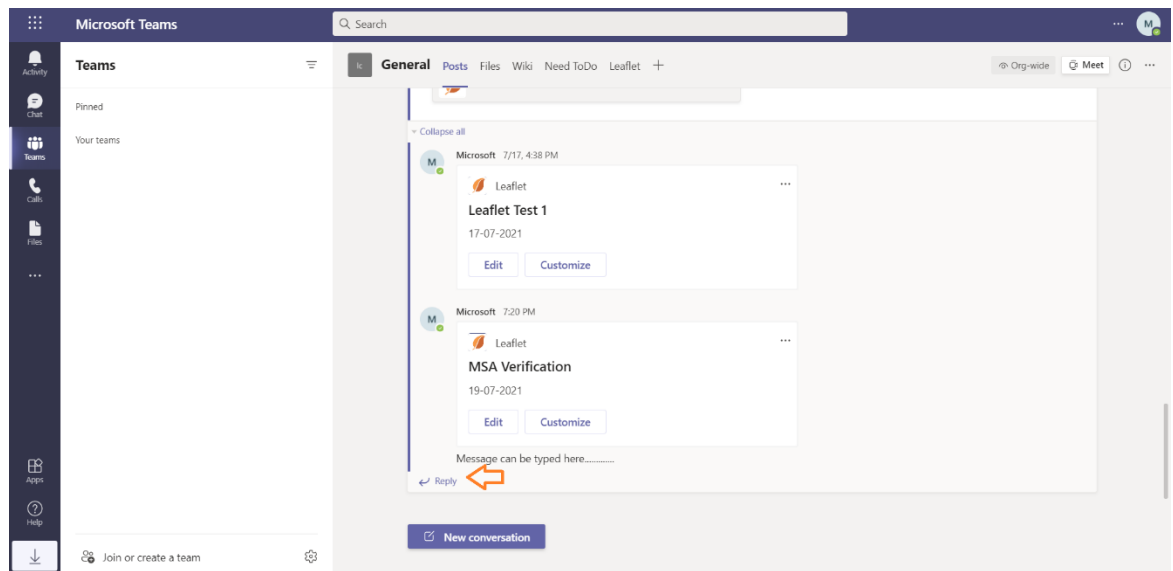 Microsoft Teams
Search
M
Activity
Chat
Teams
Calls
Files
Apps
Help
Teams
Pinned
Your teams
Join or create a team
lc General Posts Files Wiki Need ToDo Leaflet +
Org-wide Meet
Collapse all
M Microsoft 7/17, 4:38 PM
Leaflet
Leaflet Test 1
17-07-2021
Edit Customize
M Microsoft 7:20 PM
Leaflet
MSA Verification
19-07-2021
Edit Customize
Message can be typed here.............
Reply
New conversation